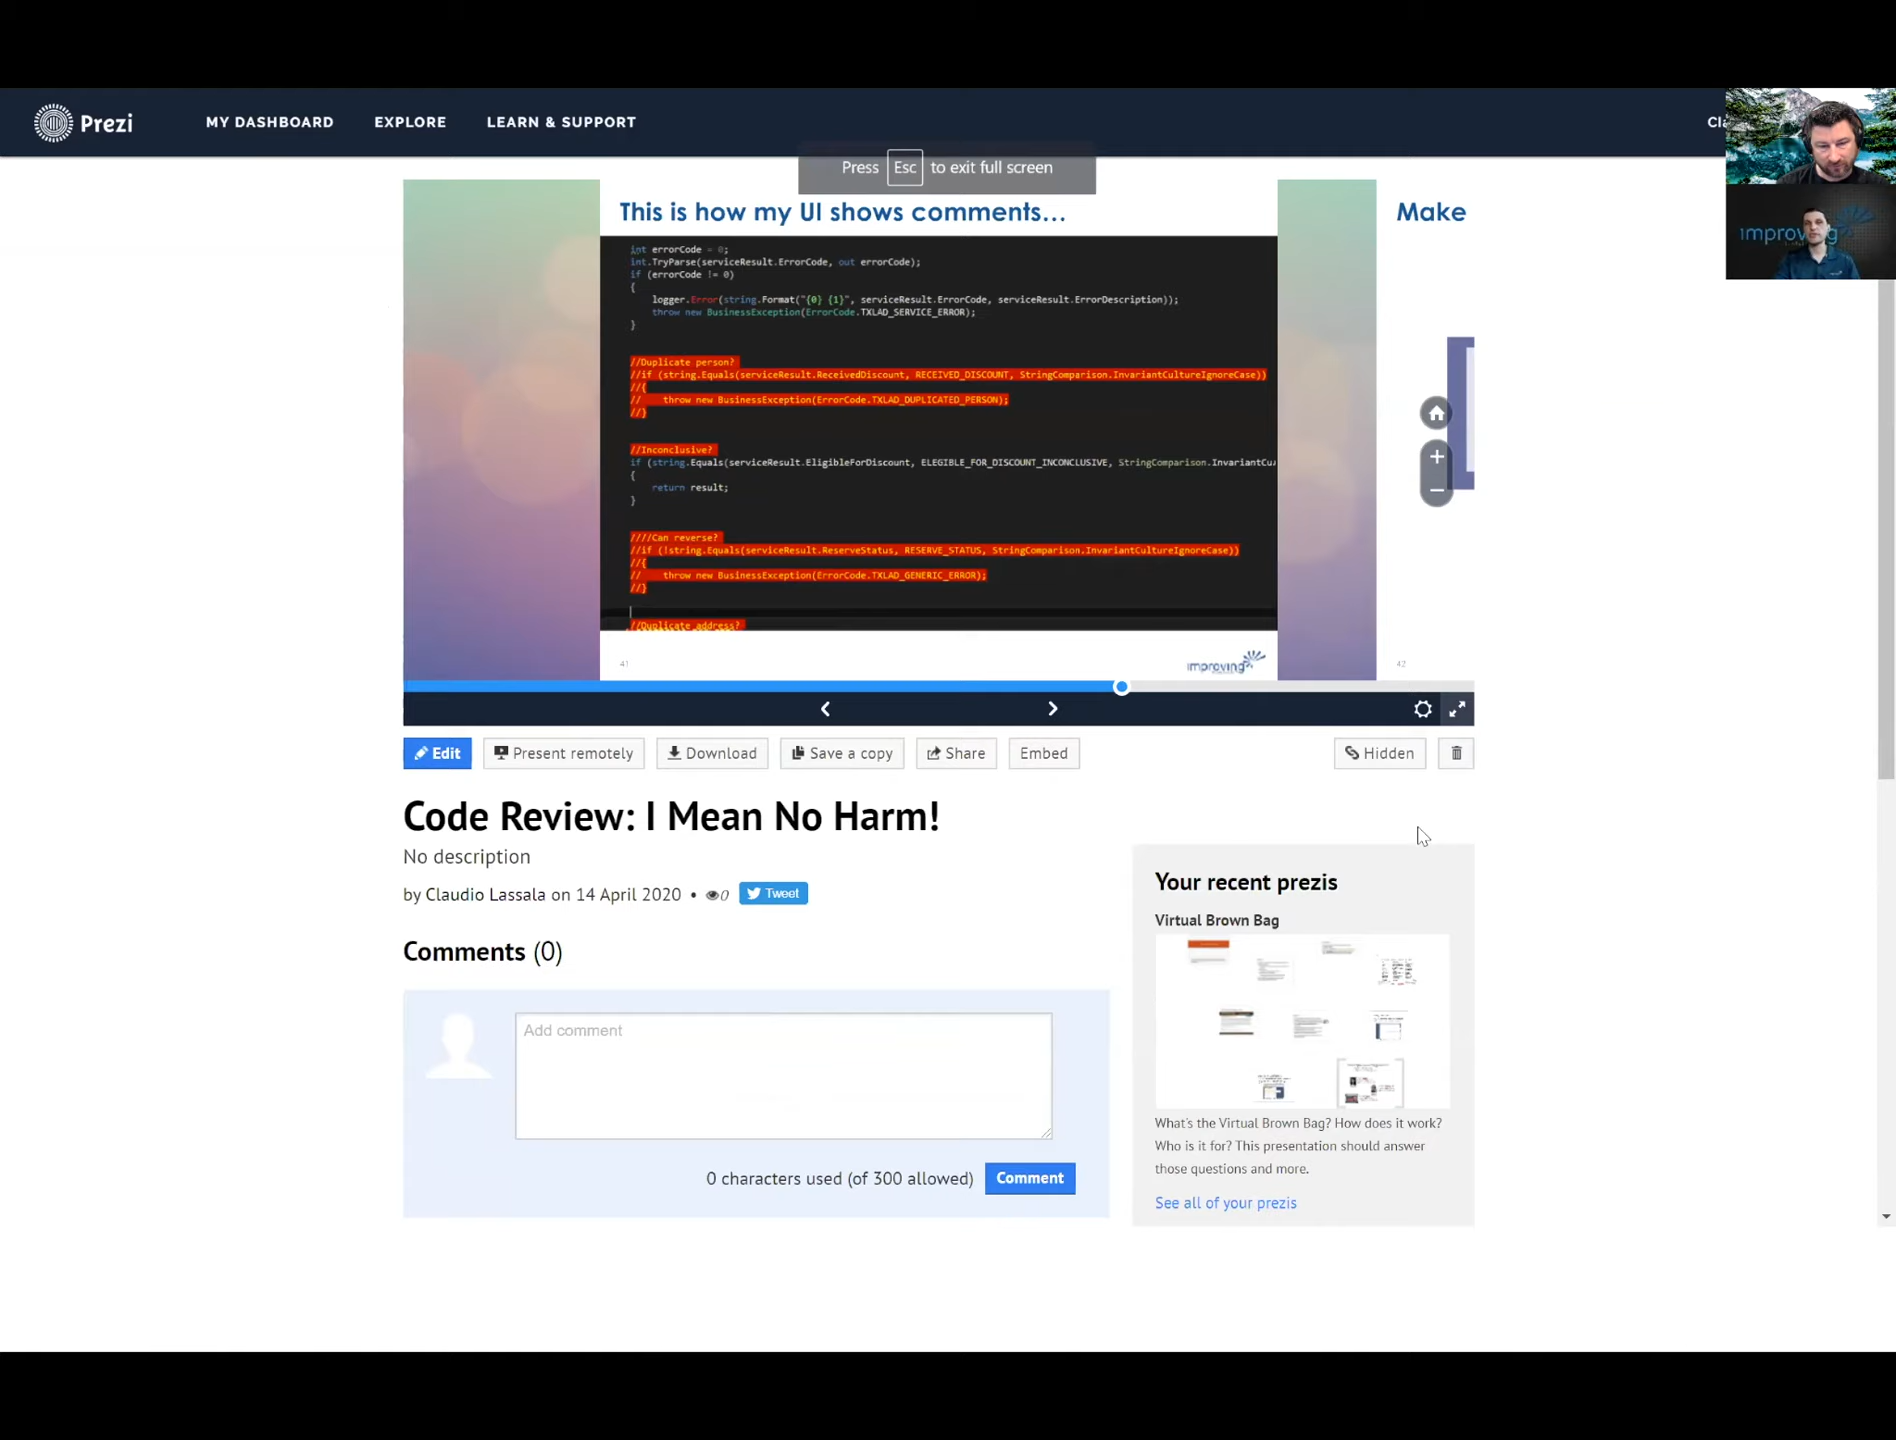 Prezi
MY DASHBOARD
EXPLORE
LEARN & SUPPORT
Press Esc to exit full screen
improving
This is how my UI shows comments...
Make
int errorCode = 0;
int.TryParse(serviceResult.ErrorCode, out errorCode);
if (errorCode != 0)
{
logger.Error(string.Format("{0} {1}", serviceResult.ErrorCode, serviceResult.ErrorDescription));
throw new BusinessException(ErrorCode.TXLAD_SERVICE_ERROR);
}
//Duplicate person?
//if (string.Equals(serviceResult.ReceivedDiscount, RECEIVED_DISCOUNT, StringComparison.InvariantCultureIgnoreCase))
//{
// throw new BusinessException(ErrorCode.TXLAD_DUPLICATED_PERSON);
//}
//Inconclusive?
if (string.Equals(serviceResult.EligibleForDiscount, ELEGIBLE_FOR_DISCOUNT_INCONCLUSIVE, StringComparison.InvariantCu
{
return result;
}
////Can reverse?
//if (!string.Equals(serviceResult.ReserveStatus, RESERVE_STATUS, StringComparison.InvariantCultureIgnoreCase))
//{
// throw new BusinessException(ErrorCode.TXLAD_GENERIC_ERROR);
//}
//Duplicate address?
41
improving
42
Edit
Present remotely
Download
Save a copy
Share
Embed
Hidden
Code Review: I Mean No Harm!
No description
by Claudio Lassala on 14 April 2020 • 0
Tweet
Comments (0)
Add comment
0 characters used (of 300 allowed)
Comment
Your recent prezis
Virtual Brown Bag
What's the Virtual Brown Bag? How does it work?
Who is it for? This presentation should answer
those questions and more.
See all of your prezis